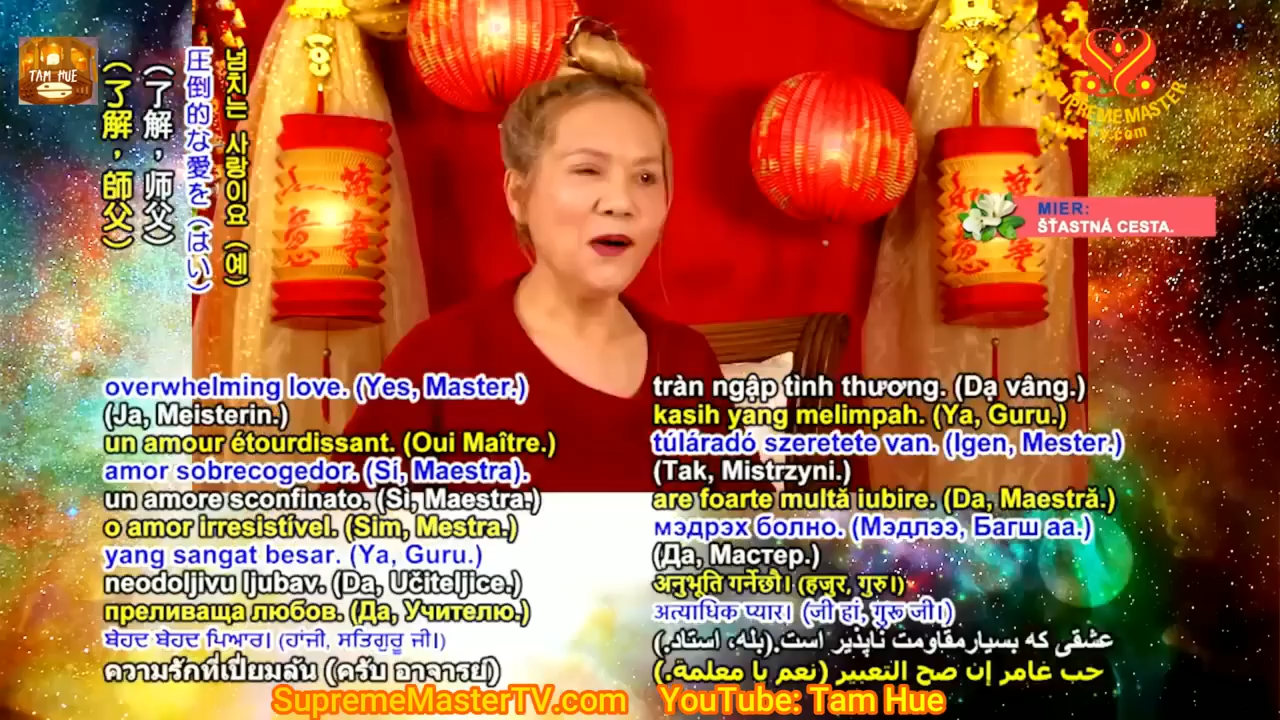 TAM HUE
넘치는 사랑이요 (예)
圧倒的な愛を (はい)
(了解，师父)
(了解，師父)
SUPREME MASTER
TV.com
MIER:
ŠŤASTNÁ CESTA.
overwhelming love. (Yes, Master.)
(Ja, Meisterin.)
un amour étourdissant. (Oui Maître.)
amor sobrecogedor. (Sí, Maestra).
un amore sconfinato. (Sì, Maestra.)
o amor irresistível. (Sim, Mestra.)
yang sangat besar. (Ya, Guru.)
neodoljivu ljubav. (Da, Učiteljice.)
преливаща любов. (Да, Учителю.)
ਬੇਹਦ ਬੇਹਦ ਪਿਆਰ। (ਹਾਂਜੀ, ਸਤਿਗੁਰੂ ਜੀ।)
ความรักที่เปี่ยมล้น (ครับ อาจารย์)
tràn ngập tình thương. (Dạ vâng.)
kasih yang melimpah. (Ya, Guru.)
túláradó szeretete van. (Igen, Mester.)
(Tak, Mistrzyni.)
are foarte multă iubire. (Da, Maestră.)
мэдрэх болно. (Мэдлээ, Багш аа.)
(Да, Мастер.)
अनुभूति गर्नेछौ। (हजुर, गुरु।)
अत्याधिक प्यार। (जी हां, गुरू जी।)
عشقی که بسیارمقاومت ناپذیر است.(بله، استاد.)
حب غامر إن صح التعبير (نعم يا معلمة.)
SupremeMasterTV.com YouTube: Tam Hue